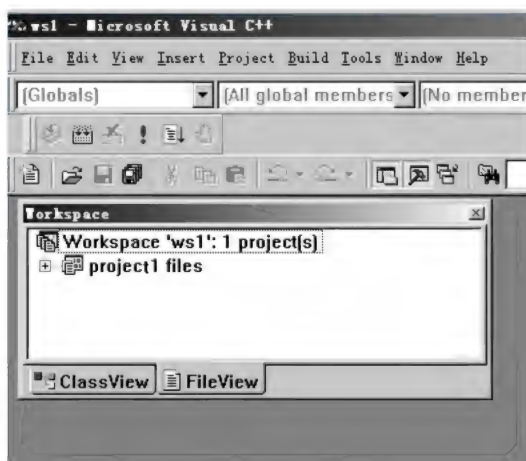 ws1 - Microsoft Visual C++
File Edit View Insert Project Build Tools Window Help
(Globals) (All global members (No member
Workspace
Workspace 'ws1': 1 project(s)
project1 files
ClassView FileView